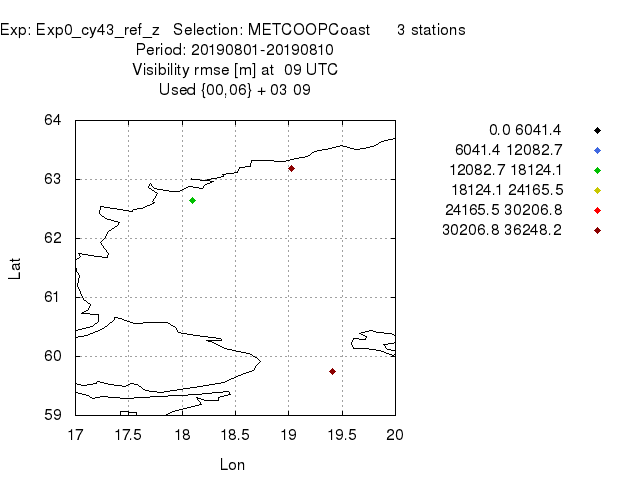 Exp: Exp0_cy43_ref_z   Selection: METCOOPCoast      3 stations
Period: 20190801-20190810
Visibility rmse [m] at  09 UTC
Used {00,06} + 03 09
64
63
62
61
60
59
Lat
17 17.5 18 18.5 19 19.5 20
Lon
0.0 6041.4
6041.4 12082.7
12082.7 18124.1
18124.1 24165.5
24165.5 30206.8
30206.8 36248.2